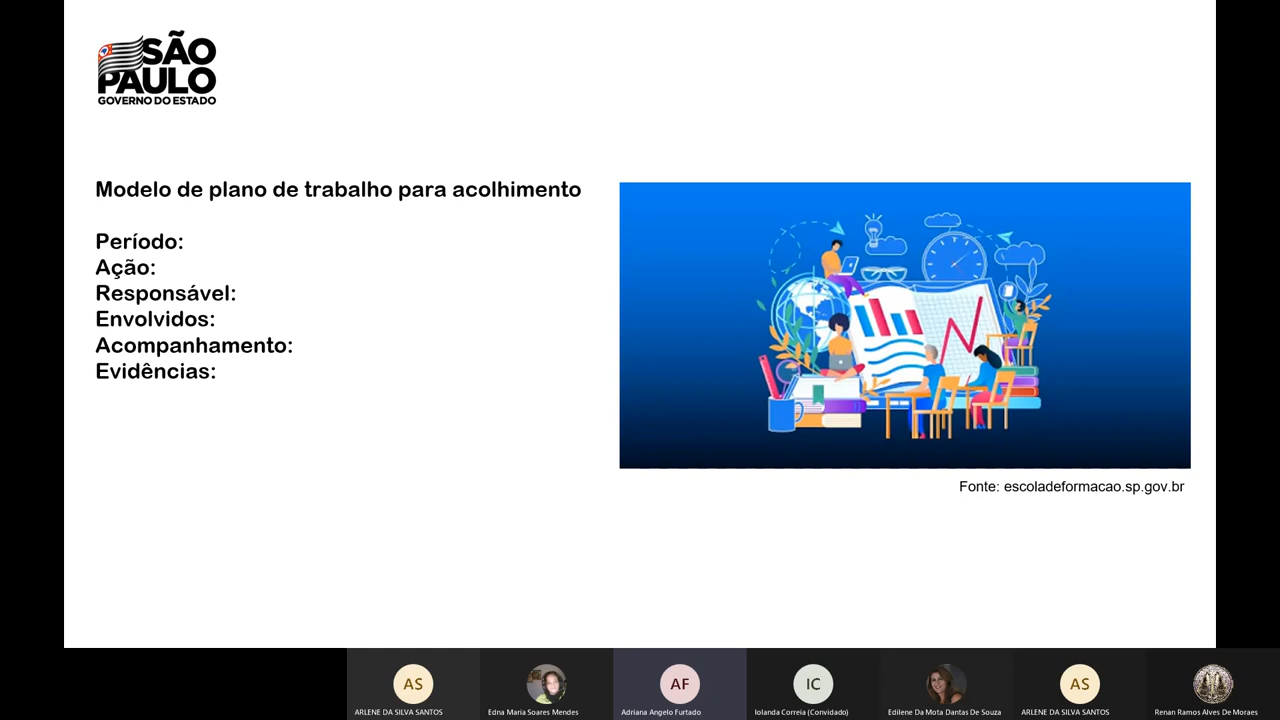 SÃO
PAULO
GOVERNO DO ESTADO
Modelo de plano de trabalho para acolhimento
Período:
Ação:
Responsável:
Envolvidos:
Acompanhamento:
Evidências:
Fonte: escoladeformacao.sp.gov.br
AS
AF
IC
AS
ARLENE DA SILVA SANTOS
Edna Maria Soares Mendes
Adriana Angelo Furtado
Iolanda Correia (Convidado)
Edilene Da Mota Dantas De Souza
ARLENE DA SILVA SANTOS
Renan Ramos Alves De Moraes